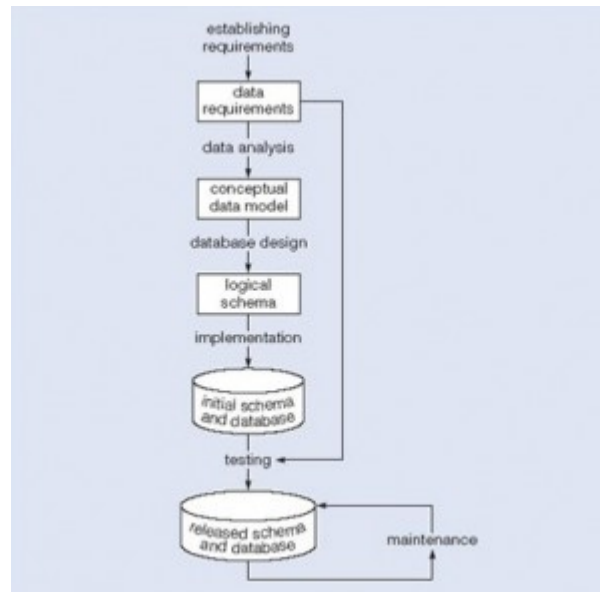 establishing
requirements
data
requirements
data analysis
conceptual
data model
database design
logical
schema
implementation
initial schema
and database
testing
released schema
and database
maintenance